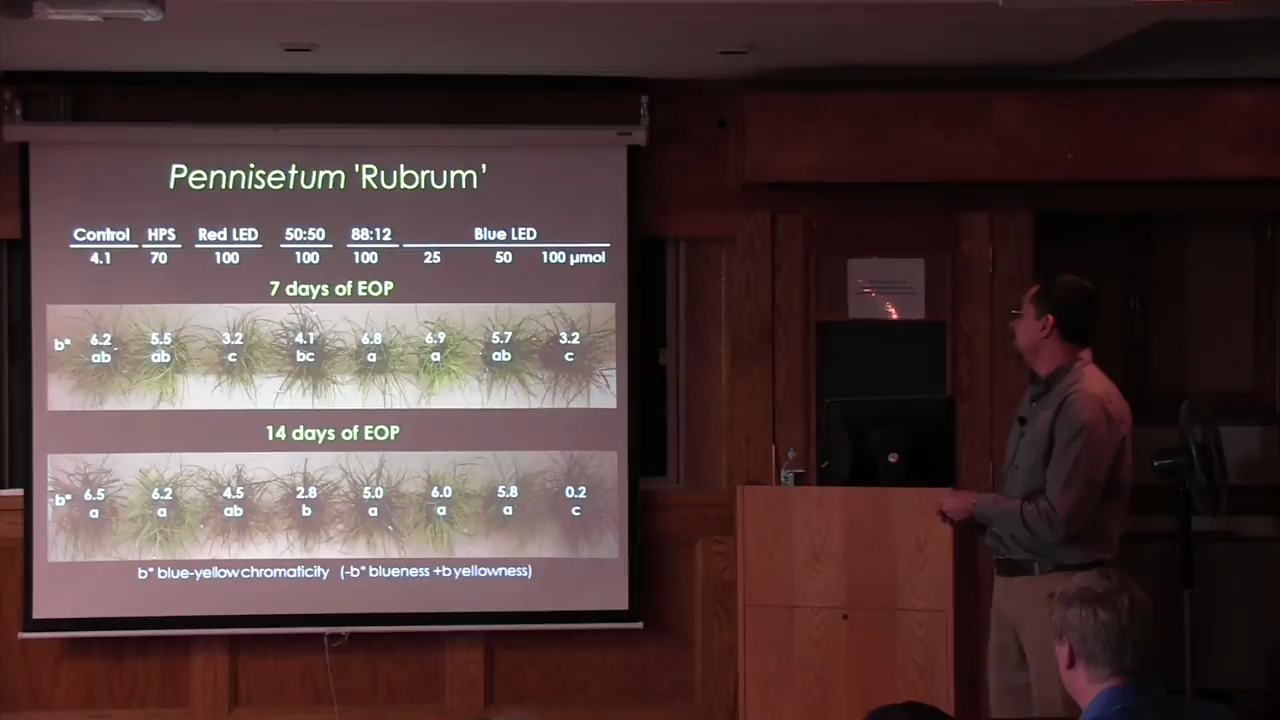 Pennisetum 'Rubrum'
Control HPS Red LED 50:50 88:12 Blue LED
4.1 70 100 100 100 25 50 100 µmol
7 days of EOP
b* 6.2 5.5 3.2 4.1 6.8 6.9 5.7 3.2
ab ab c bc a a ab c
14 days of EOP
b* 6.5 6.2 4.5 2.8 5.0 6.0 5.8 0.2
a a ab b a a a c
b* blue-yellow chromaticity (-b* blueness +b yellowness)